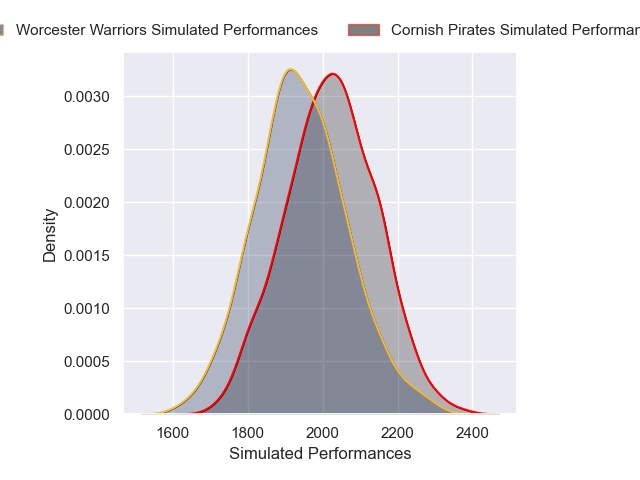 Worcester Warriors Simulated Performances
Cornish Pirates Simulated
0.0030
0.0025
0.0020
0.0015
0.0010
0.0005
0.0000
Density
1600 1800 2000 2200 2400
Simulated Performances